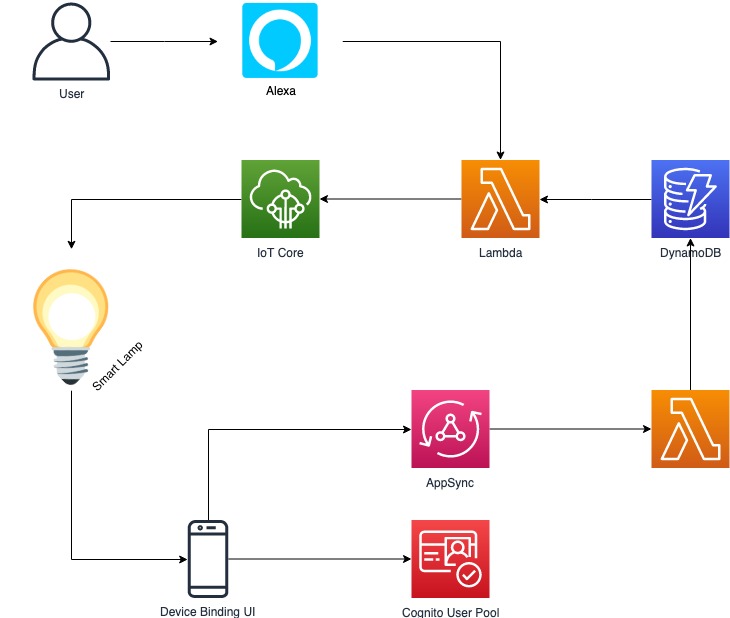 User
Alexa
IoT Core
Lambda
DynamoDB
Smart Lamp
AppSync
Device Binding UI
Cognito User Pool